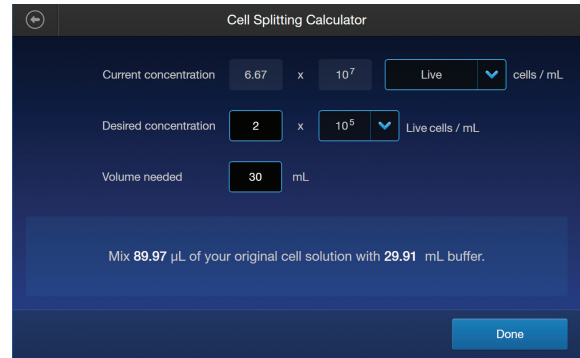 Cell Splitting Calculator
Current concentration 6.67 x 10⁷ Live cells / mL
Desired concentration 2 x 10⁵ Live cells / mL
Volume needed 30 mL
Mix 89.97 µL of your original cell solution with 29.91 mL buffer.
Done